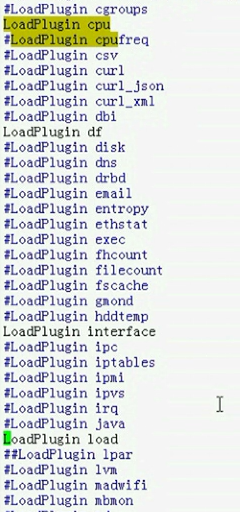 #LoadPlugin cgroups
LoadPlugin cpu
#LoadPlugin cpufreq
#LoadPlugin csv
#LoadPlugin curl
#LoadPlugin curl_json
#LoadPlugin curl_xml
#LoadPlugin dbi
LoadPlugin df
#LoadPlugin disk
#LoadPlugin dns
#LoadPlugin drbd
#LoadPlugin email
#LoadPlugin entropy
#LoadPlugin ethstat
#LoadPlugin exec
#LoadPlugin fhcount
#LoadPlugin filecount
#LoadPlugin fscache
#LoadPlugin gmond
#LoadPlugin hddtemp
LoadPlugin interface
#LoadPlugin ipc
#LoadPlugin iptables
#LoadPlugin ipmi
#LoadPlugin ipvs
#LoadPlugin irq
#LoadPlugin java
LoadPlugin load
##LoadPlugin lpar
#LoadPlugin lvm
#LoadPlugin madwifi
#LoadPlugin mbmon